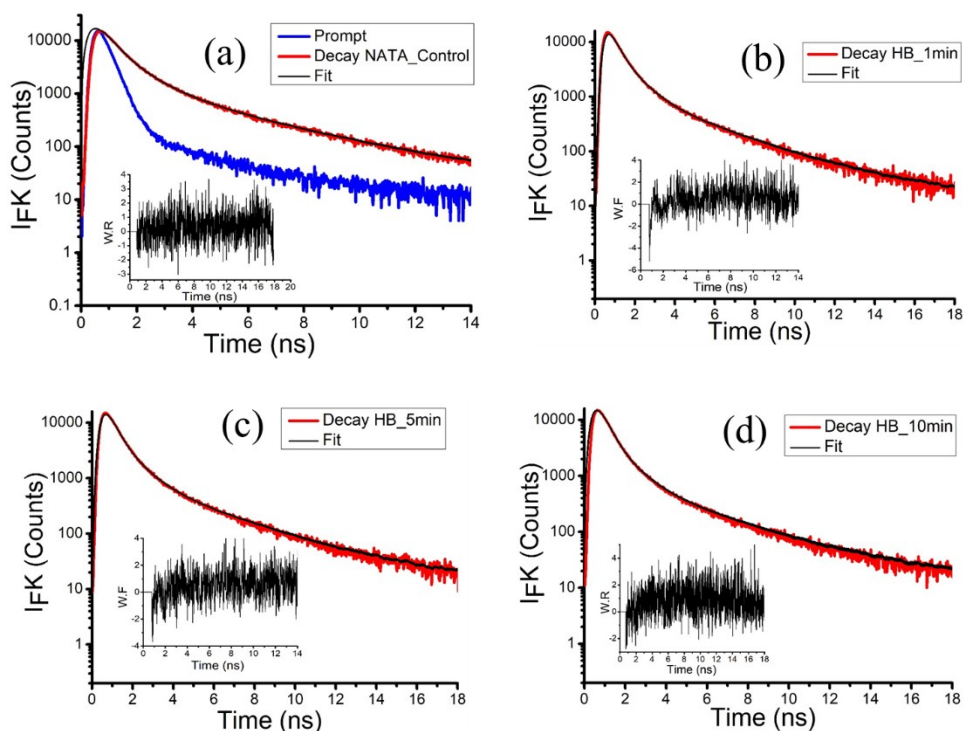 (a)
Prompt
Decay NATA_Control
Fit
10000
1000
100
10
1
0.1
IFK (Counts)
W.R
4
3
2
1
0
-1
-2
-3
0 2 4 6 8 10 12 14 16 18 20
Time (ns)
0 2 4 6 8 10 12 14
Time (ns)
(b)
Decay HB_1min
Fit
10000
1000
100
10
1
IFK (Counts)
W.F
4
2
0
-2
-4
-6
0 2 4 6 8 10 12 14
Time (ns)
0 2 4 6 8 10 12 14 16 18
Time (ns)
(c)
Decay HB_5min
Fit
10000
1000
100
10
1
IFK (Counts)
W.F
4
2
0
-2
-4
0 2 4 6 8 10 12 14
Time (ns)
0 2 4 6 8 10 12 14 16 18
Time (ns)
(d)
Decay HB_10min
Fit
10000
1000
100
10
1
IFK (Counts)
W.R
4
2
0
-2
0 2 4 6 8 10 12 14 16 18
Time (ns)
0 2 4 6 8 10 12 14 16 18
Time (ns)